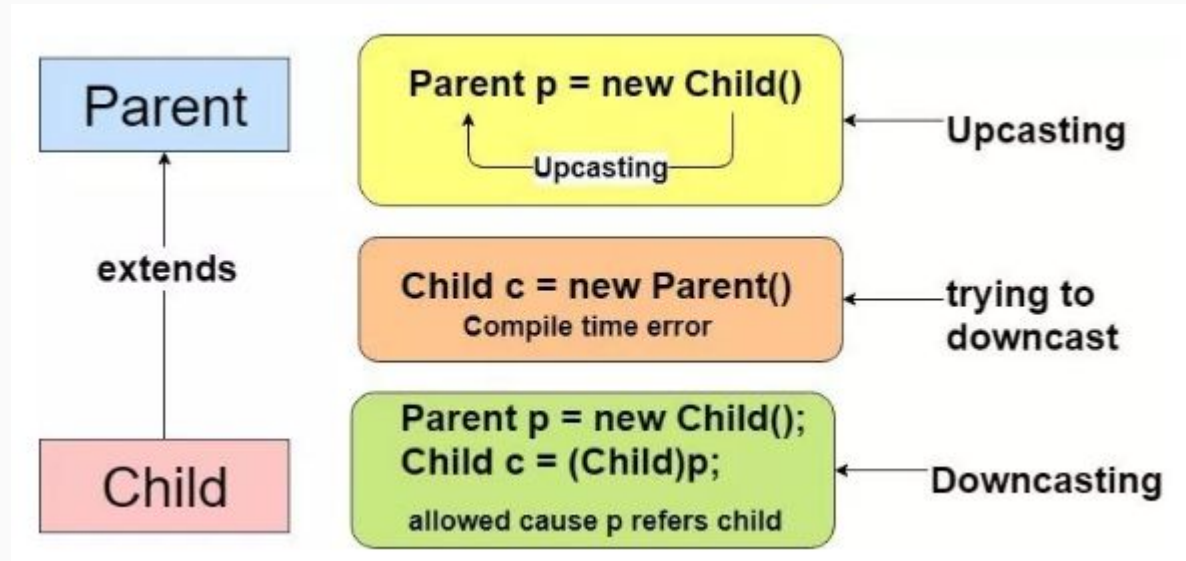 Parent
extends
Child
Parent p = new Child()
Upcasting
Upcasting
Child c = new Parent()
Compile time error
trying to
downcast
Parent p = new Child();
Child c = (Child)p;
allowed cause p refers child
Downcasting